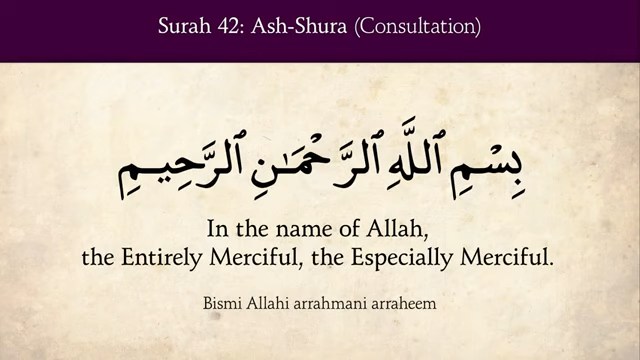 Surah 42: Ash-Shura (Consultation)
بِسْمِ ٱللَّهِ ٱلرَّحْمَـٰنِ ٱلرَّحِيمِ
In the name of Allah,
the Entirely Merciful, the Especially Merciful.
Bismi Allahi arrahmani arraheem